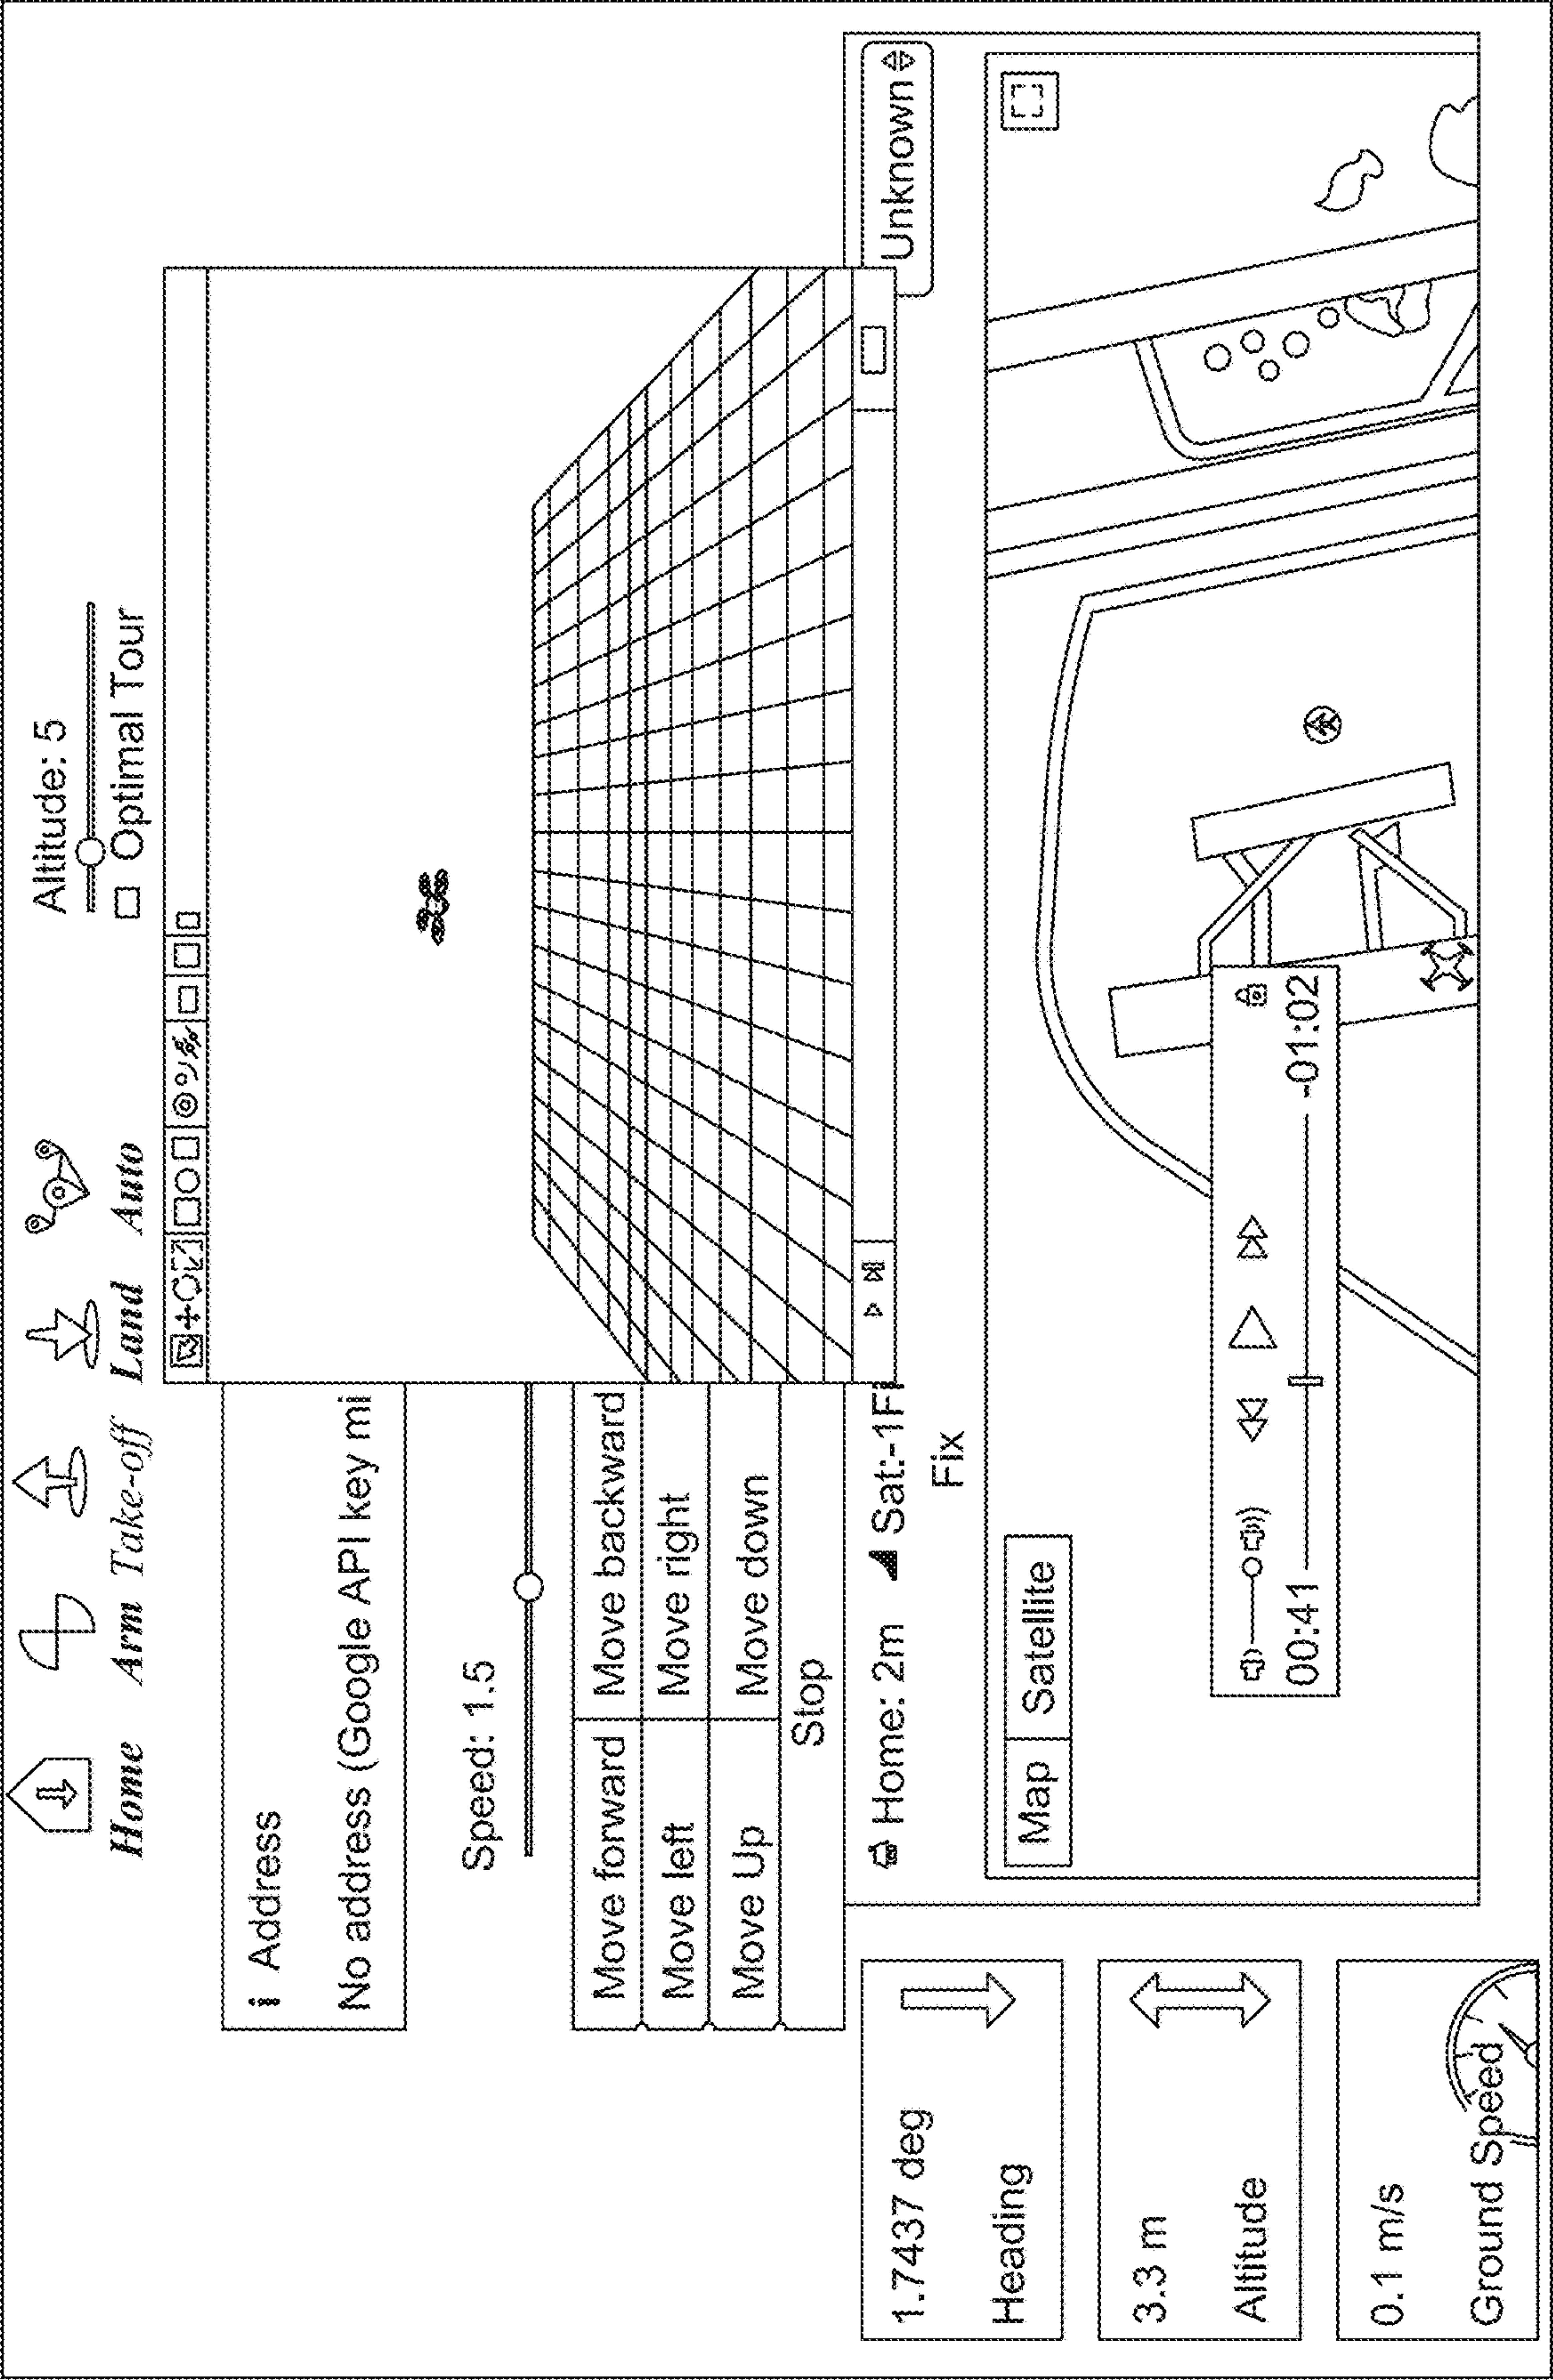 Home Arm Take-off Land Auto
Altitude: 5
Optimal Tour
i Address
No address (Google API key mi
Speed: 1.5
Move forward Move backward
Move left Move right
Move Up Move down
Stop
Home: 2m Sat:-1
Fix
Unknown
1.7437 deg
Heading
3.3 m
Altitude
0.1 m/s
Ground Speed
Map Satellite
00:41 -01:02